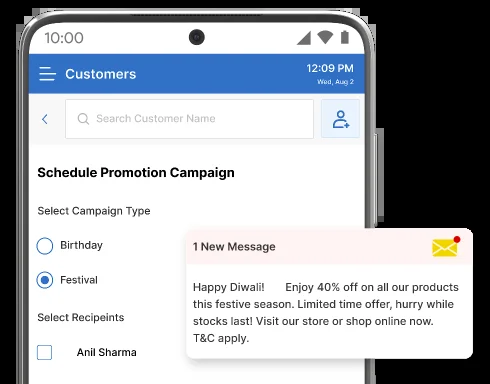 10:00
Customers
12:09 PM
Wed, Aug 2
Search Customer Name
Schedule Promotion Campaign
Select Campaign Type
Birthday
Festival
Select Recipeints
Anil Sharma
1 New Message
Happy Diwali! Enjoy 40% off on all our products
this festive season. Limited time offer, hurry while
stocks last! Visit our store or shop online now.
T&C apply.